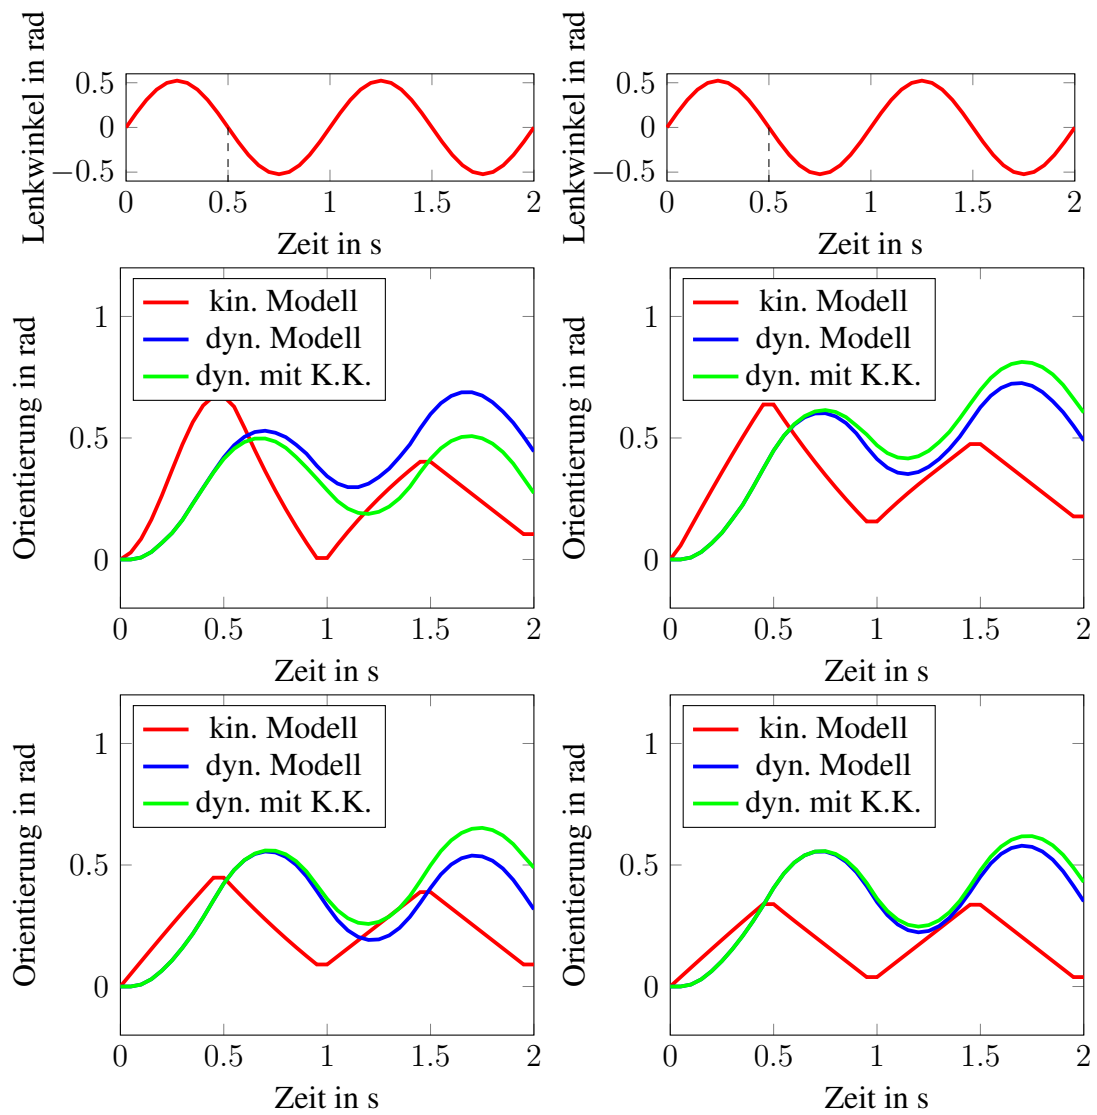 Lenkwinkel in rad
0.5
0
−0.5
0 0.5 1 1.5 2
Zeit in s
Lenkwinkel in rad
0.5
0
−0.5
0 0.5 1 1.5 2
Zeit in s
Orientierung in rad
1
0.5
0
kin. Modell
dyn. Modell
dyn. mit K.K.
0 0.5 1 1.5 2
Zeit in s
Orientierung in rad
1
0.5
0
kin. Modell
dyn. Modell
dyn. mit K.K.
0 0.5 1 1.5 2
Zeit in s
Orientierung in rad
1
0.5
0
kin. Modell
dyn. Modell
dyn. mit K.K.
0 0.5 1 1.5 2
Zeit in s
Orientierung in rad
1
0.5
0
kin. Modell
dyn. Modell
dyn. mit K.K.
0 0.5 1 1.5 2
Zeit in s